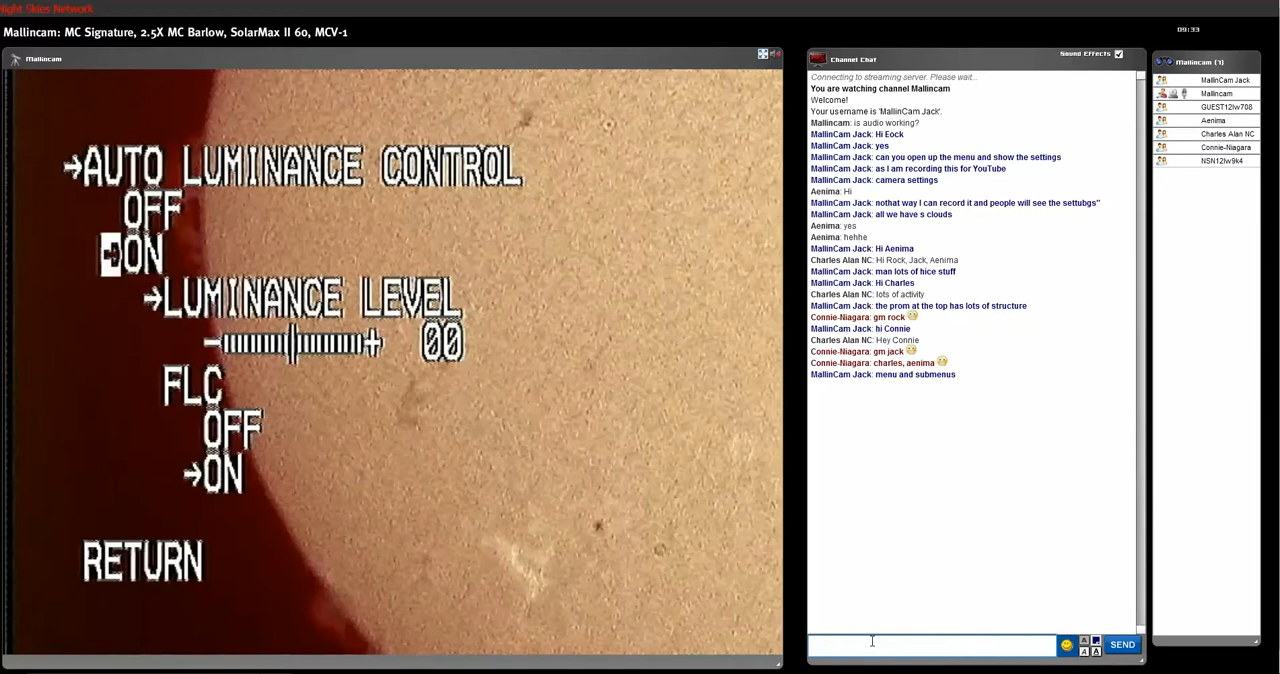 Night Skies Network
Mallincam: MC Signature, 2.5X MC Barlow, SolarMax II 60, MCV-1
09:33
Mallincam
→AUTO LUMINANCE CONTROL
OFF
→ON
→LUMINANCE LEVEL
- + 00
FLC
OFF
→ON
RETURN
Channel Chat
Sound Effects
Connecting to streaming server. Please wait...
You are watching channel Mallincam
Welcome!
Your username is 'MallinCam Jack'.
Mallincam: is audio working?
MallinCam Jack: Hi Eock
MallinCam Jack: yes
MallinCam Jack: can you open up the menu and show the settings
MallinCam Jack: as I am recording this for YouTube
MallinCam Jack: camera settings
Aenima: Hi
MallinCam Jack: nothat way I can record it and people will see the settubgs"
MallinCam Jack: all we have s clouds
Aenima: yes
Aenima: hehhe
MallinCam Jack: Hi Aenima
Charles Alan NC: Hi Rock, Jack, Aenima
MallinCam Jack: man lots of hice stuff
MallinCam Jack: Hi Charles
Charles Alan NC: lots of activity
MallinCam Jack: the prom at the top has lots of structure
Connie-Niagara: gm rock
MallinCam Jack: hi Connie
Charles Alan NC: Hey Connie
Connie-Niagara: gm jack
Connie-Niagara: charles, aenima
MallinCam Jack: menu and submenus
A
A A
SEND
Mallincam (7)
MallinCam Jack
Mallincam
GUEST12lw708
Aenima
Charles Alan NC
Connie-Niagara
NSN12lw9k4